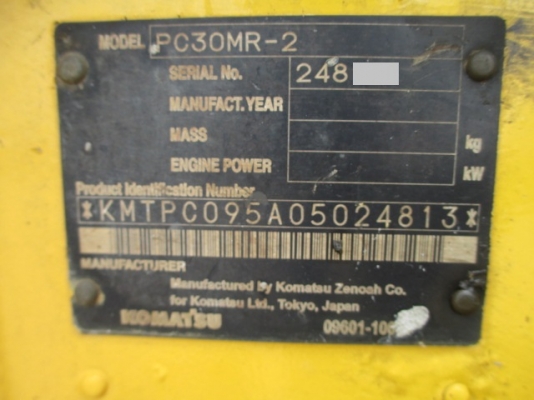 MODEL PC30MR-2
SERIAL No. 248
MANUFACT. YEAR
MASS kg
ENGINE POWER kW
Product Identification Number
*KMTPC095A05024813*
MANUFACTURER
Manufactured by Komatsu Zenoah Co.
for Komatsu Ltd., Tokyo, Japan
KOMATSU